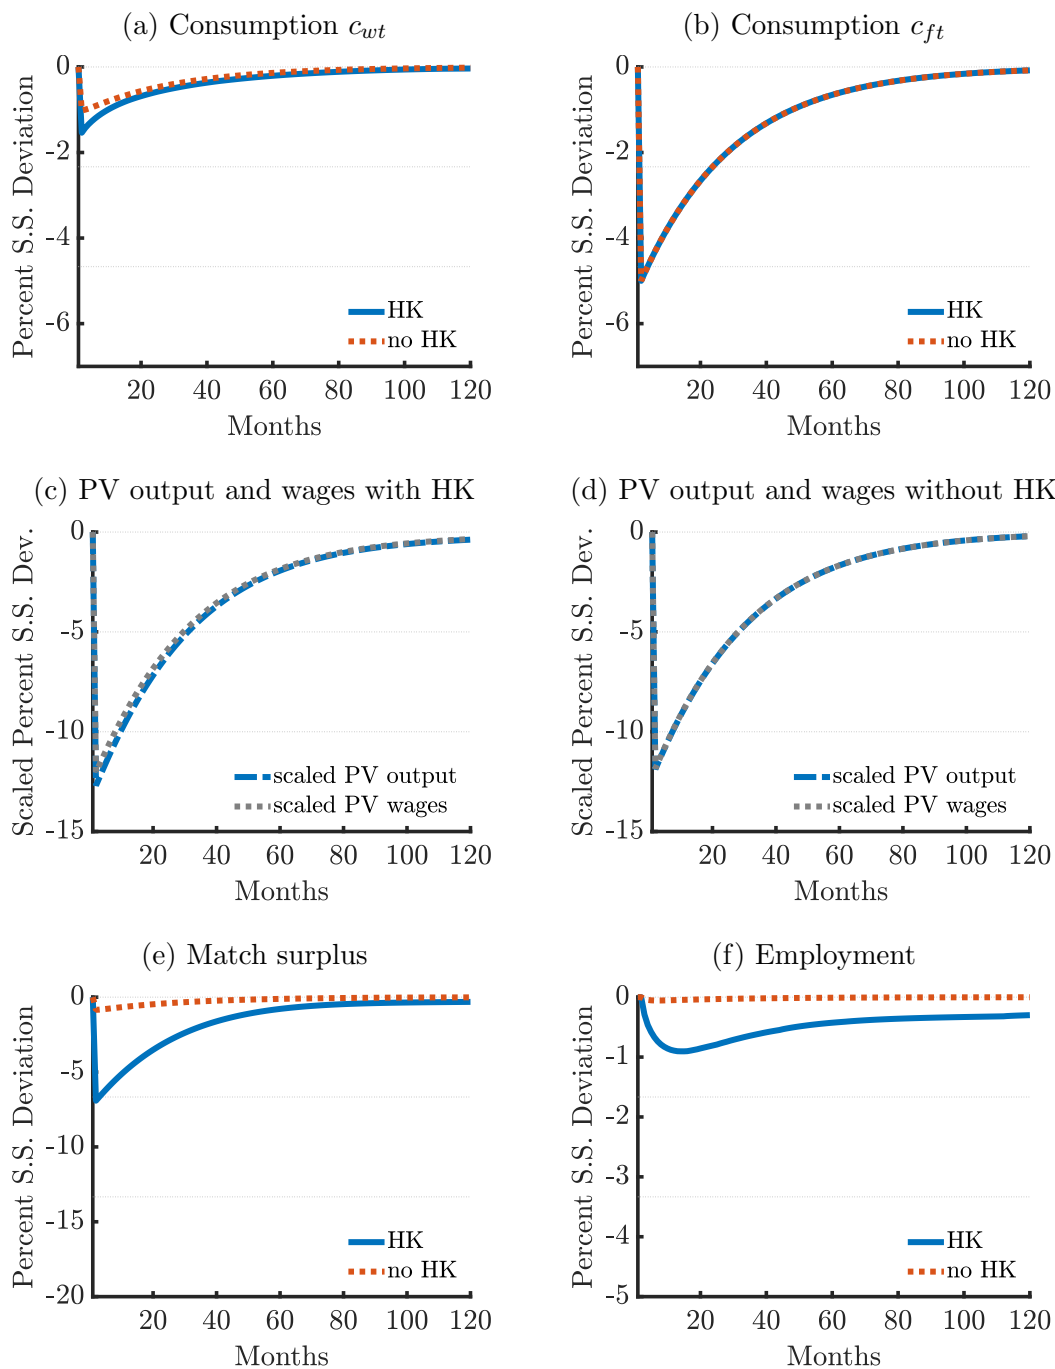 (a) Consumption c_{wt}
Percent S.S. Deviation
0
-2
-4
-6
HK
no HK
20 40 60 80 100 120
Months
(b) Consumption c_{ft}
Percent S.S. Deviation
0
-2
-4
-6
HK
no HK
20 40 60 80 100 120
Months
(c) PV output and wages with HK
Scaled Percent S.S. Dev.
0
-5
-10
-15
scaled PV output
scaled PV wages
20 40 60 80 100 120
Months
(d) PV output and wages without HK
Scaled Percent S.S. Dev.
0
-5
-10
-15
scaled PV output
scaled PV wages
20 40 60 80 100 120
Months
(e) Match surplus
Percent S.S. Deviation
0
-5
-10
-15
-20
HK
no HK
20 40 60 80 100 120
Months
(f) Employment
Percent S.S. Deviation
0
-1
-2
-3
-4
-5
HK
no HK
20 40 60 80 100 120
Months